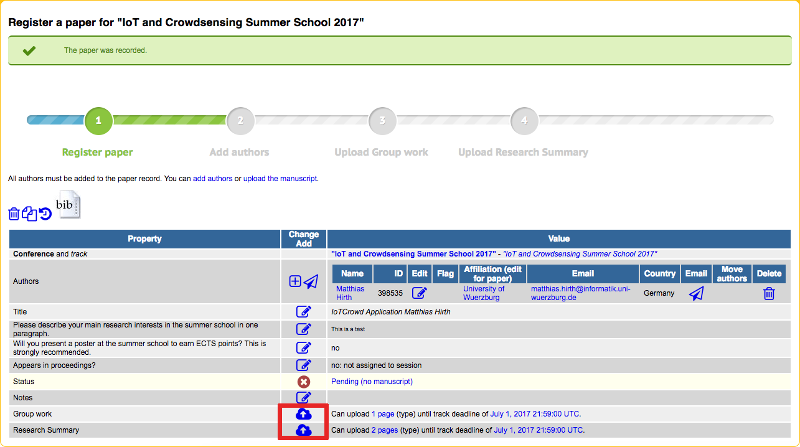 Register a paper for "IoT and Crowdsensing Summer School 2017"
The paper was recorded.
1 2 3 4
Register paper Add authors Upload Group work Upload Research Summary
All authors must be added to the paper record. You can add authors or upload the manuscript.
bib
Property Change Add Value
Conference and track "IoT and Crowdsensing Summer School 2017" - "IoT and Crowdsensing Summer School 2017"
Authors
Name ID Edit Flag Affiliation (edit for paper) Email Country Email Move authors Delete
Matthias Hirth 398535 University of Wuerzburg matthias.hirth@informatik.uni-wuerzburg.de Germany
Title IoTCrowd Application Matthias Hirth
Please describe your main research interests in the summer school in one paragraph. This is a test
Will you present a poster at the summer school to earn ECTS points? This is strongly recommended. no
Appears in proceedings? no: not assigned to session
Status Pending (no manuscript)
Notes
Group work Can upload 1 page (type) until track deadline of July 1, 2017 21:59:00 UTC.
Research Summary Can upload 2 pages (type) until track deadline of July 1, 2017 21:59:00 UTC.